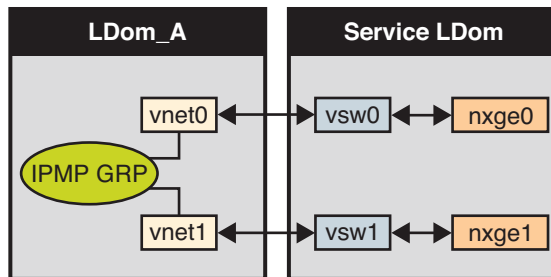 LDom_A
Service LDom
vnet0
vsw0
nxge0
IPMP GRP
vnet1
vsw1
nxge1